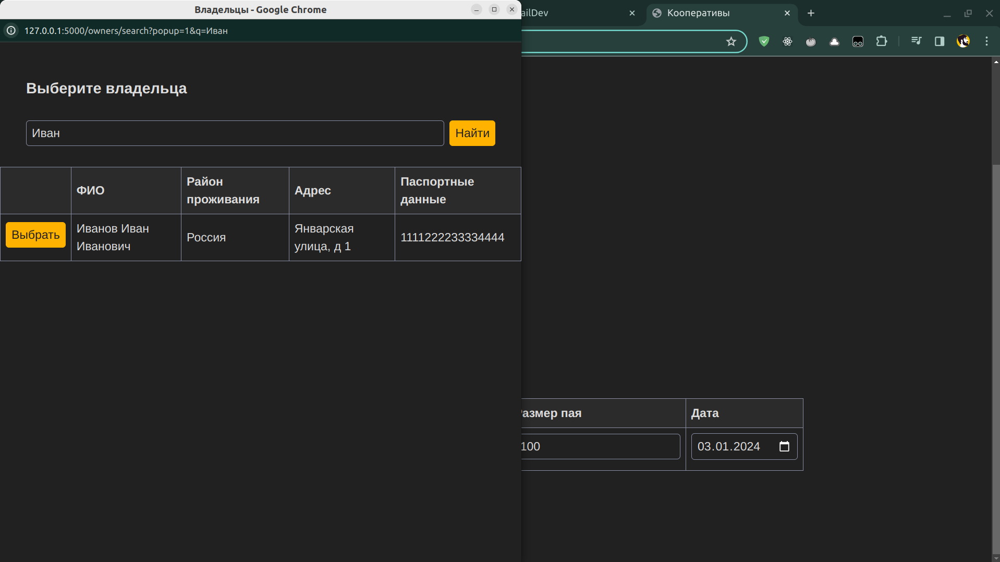 Владельцы - Google Chrome
127.0.0.1:5000/owners/search?popup=1&q=Иван
ailDev
Кооперативы
Выберите владельца
Иван
Найти
ФИО
Район
проживания
Адрес
Паспортные
данные
Выбрать
Иванов Иван
Иванович
Россия
Январская
улица, д 1
1111222233334444
азмер пая
Дата
100
03.01.2024